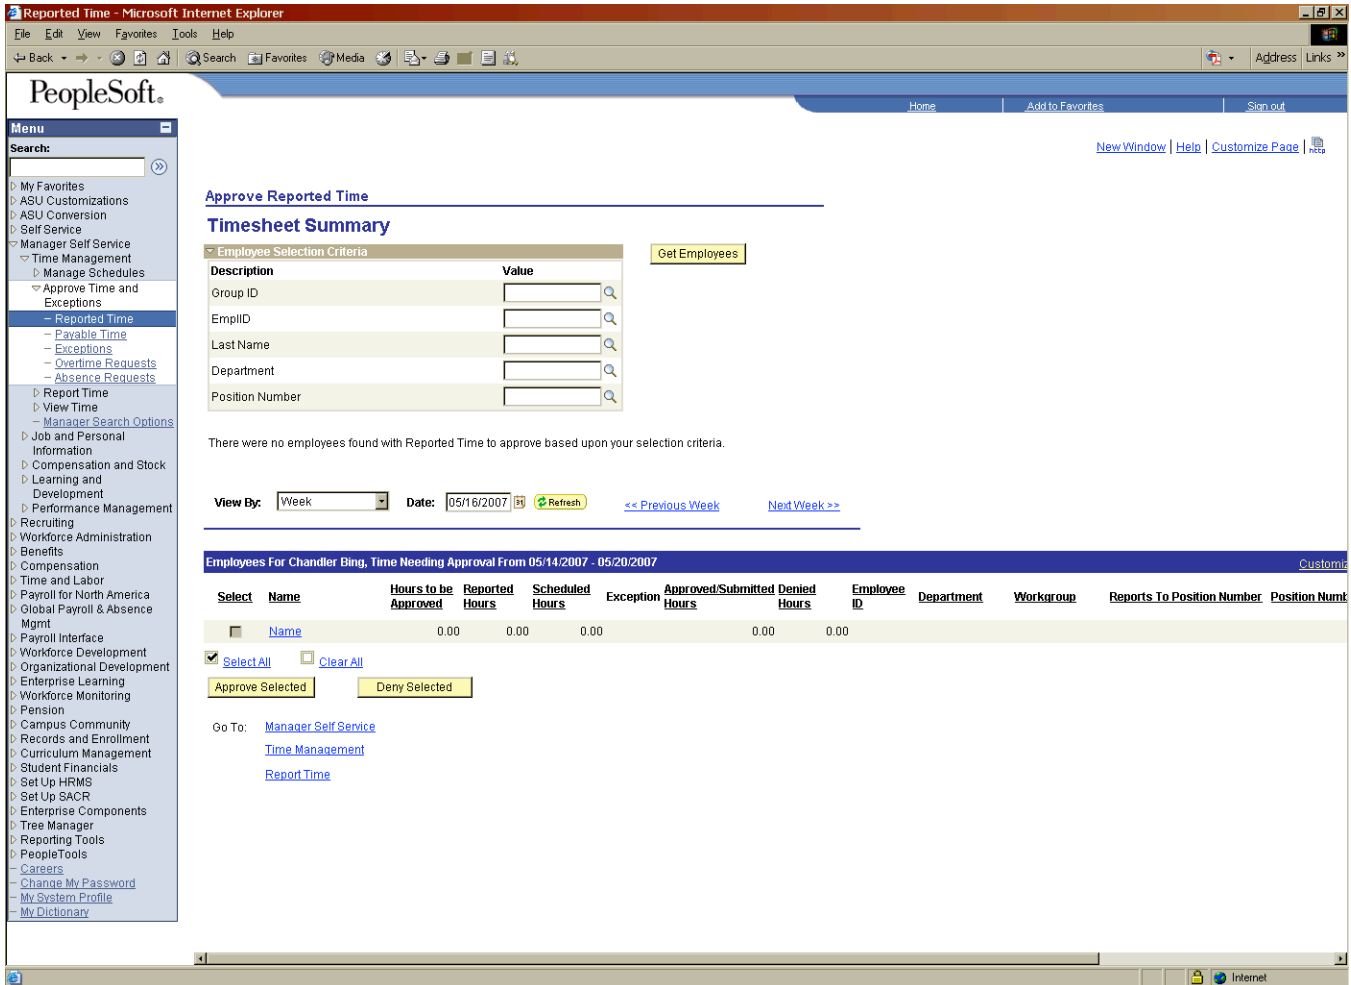 Reported Time - Microsoft Internet Explorer
File Edit View Favorites Tools Help
Back Search Favorites Media Address Links »
PeopleSoft.
Home Add to Favorites Sign out
Menu
Search:
New Window | Help | Customize Page | http
My Favorites
ASU Customizations
ASU Conversion
Self Service
Manager Self Service
Time Management
Manage Schedules
Approve Time and
Exceptions
– Reported Time
– Payable Time
– Exceptions
– Overtime Requests
– Absence Requests
Report Time
View Time
– Manager Search Options
Job and Personal
Information
Compensation and Stock
Learning and
Development
Performance Management
Recruiting
Workforce Administration
Benefits
Compensation
Time and Labor
Payroll for North America
Global Payroll & Absence
Mgmt
Payroll Interface
Workforce Development
Organizational Development
Enterprise Learning
Workforce Monitoring
Pension
Campus Community
Records and Enrollment
Curriculum Management
Student Financials
Set Up HRMS
Set Up SACR
Enterprise Components
Tree Manager
Reporting Tools
PeopleTools
– Careers
– Change My Password
– My System Profile
– My Dictionary
Approve Reported Time
Timesheet Summary
Employee Selection Criteria
Get Employees
Description Value
Group ID
EmplID
Last Name
Department
Position Number
There were no employees found with Reported Time to approve based upon your selection criteria.
View By: Week Date: 05/16/2007 31 Refresh << Previous Week Next Week >>
Employees For Chandler Bing, Time Needing Approval From 05/14/2007 - 05/20/2007 Customiz
Select Name Hours to be Approved Reported Hours Scheduled Hours Exception Approved/Submitted Hours Denied Hours Employee ID Department Workgroup Reports To Position Number Position Numb
Name 0.00 0.00 0.00 0.00 0.00
Select All Clear All
Approve Selected Deny Selected
Go To: Manager Self Service
Time Management
Report Time
Internet